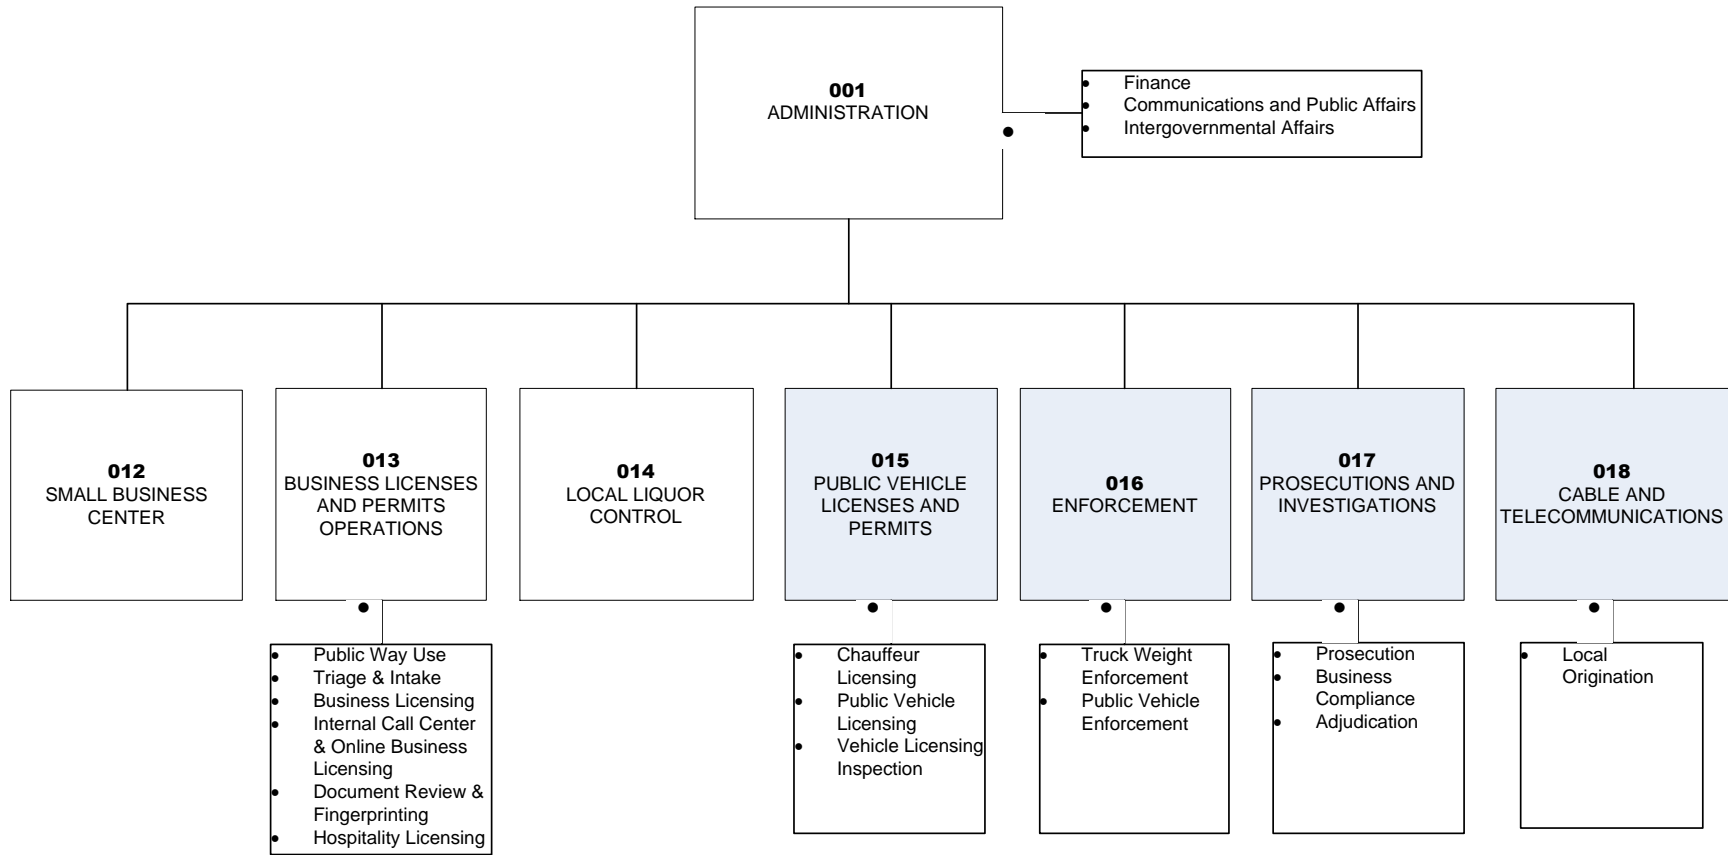 001
ADMINISTRATION
• Finance
• Communications and Public Affairs
• Intergovernmental Affairs
012
SMALL BUSINESS
CENTER
013
BUSINESS LICENSES
AND PERMITS
OPERATIONS
014
LOCAL LIQUOR
CONTROL
015
PUBLIC VEHICLE
LICENSES AND
PERMITS
016
ENFORCEMENT
017
PROSECUTIONS AND
INVESTIGATIONS
018
CABLE AND
TELECOMMUNICATIONS
• Public Way Use
• Triage & Intake
• Business Licensing
• Internal Call Center
& Online Business
Licensing
• Document Review &
Fingerprinting
• Hospitality Licensing
• Chauffeur
Licensing
• Public Vehicle
Licensing
• Vehicle Licensing
Inspection
• Truck Weight
Enforcement
• Public Vehicle
Enforcement
• Prosecution
• Business
Compliance
• Adjudication
• Local
Origination